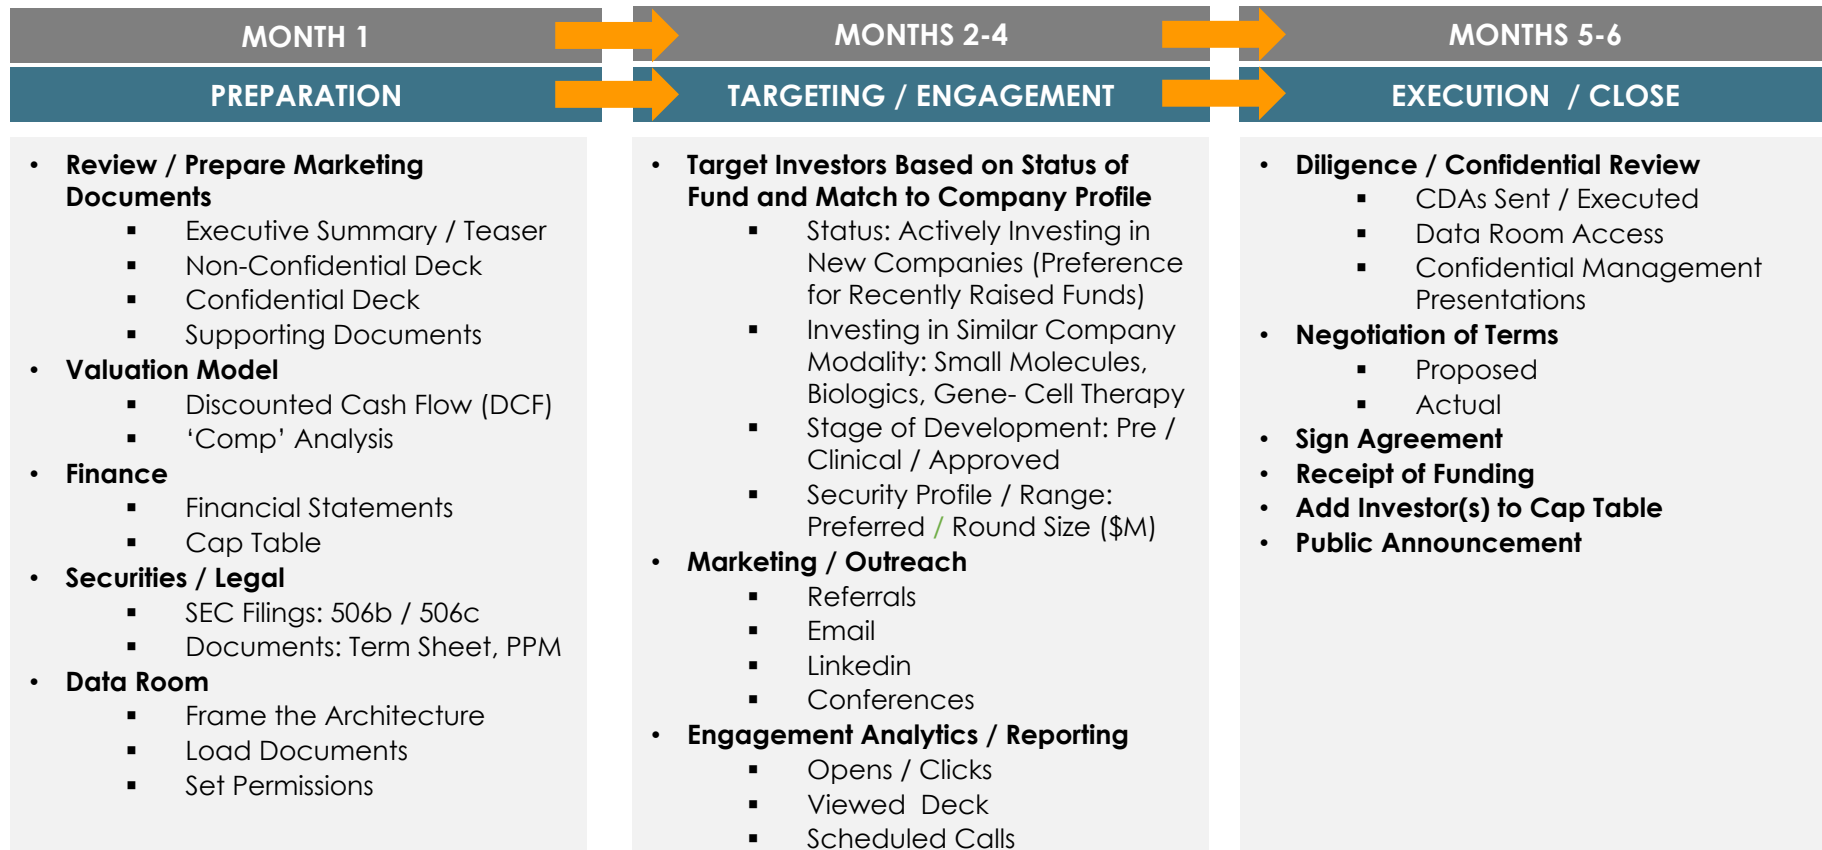 MONTH 1
PREPARATION
• Review / Prepare Marketing
Documents
▪ Executive Summary / Teaser
▪ Non-Confidential Deck
▪ Confidential Deck
▪ Supporting Documents
• Valuation Model
▪ Discounted Cash Flow (DCF)
▪ ‘Comp’ Analysis
• Finance
▪ Financial Statements
▪ Cap Table
• Securities / Legal
▪ SEC Filings: 506b / 506c
▪ Documents: Term Sheet, PPM
• Data Room
▪ Frame the Architecture
▪ Load Documents
▪ Set Permissions
MONTHS 2-4
TARGETING / ENGAGEMENT
• Target Investors Based on Status of
Fund and Match to Company Profile
▪ Status: Actively Investing in
New Companies (Preference
for Recently Raised Funds)
▪ Investing in Similar Company
Modality: Small Molecules,
Biologics, Gene- Cell Therapy
▪ Stage of Development: Pre /
Clinical / Approved
▪ Security Profile / Range:
Preferred / Round Size ($M)
• Marketing / Outreach
▪ Referrals
▪ Email
▪ Linkedin
▪ Conferences
• Engagement Analytics / Reporting
▪ Opens / Clicks
▪ Viewed Deck
▪ Scheduled Calls
MONTHS 5-6
EXECUTION / CLOSE
• Diligence / Confidential Review
▪ CDAs Sent / Executed
▪ Data Room Access
▪ Confidential Management
Presentations
• Negotiation of Terms
▪ Proposed
▪ Actual
• Sign Agreement
• Receipt of Funding
• Add Investor(s) to Cap Table
• Public Announcement